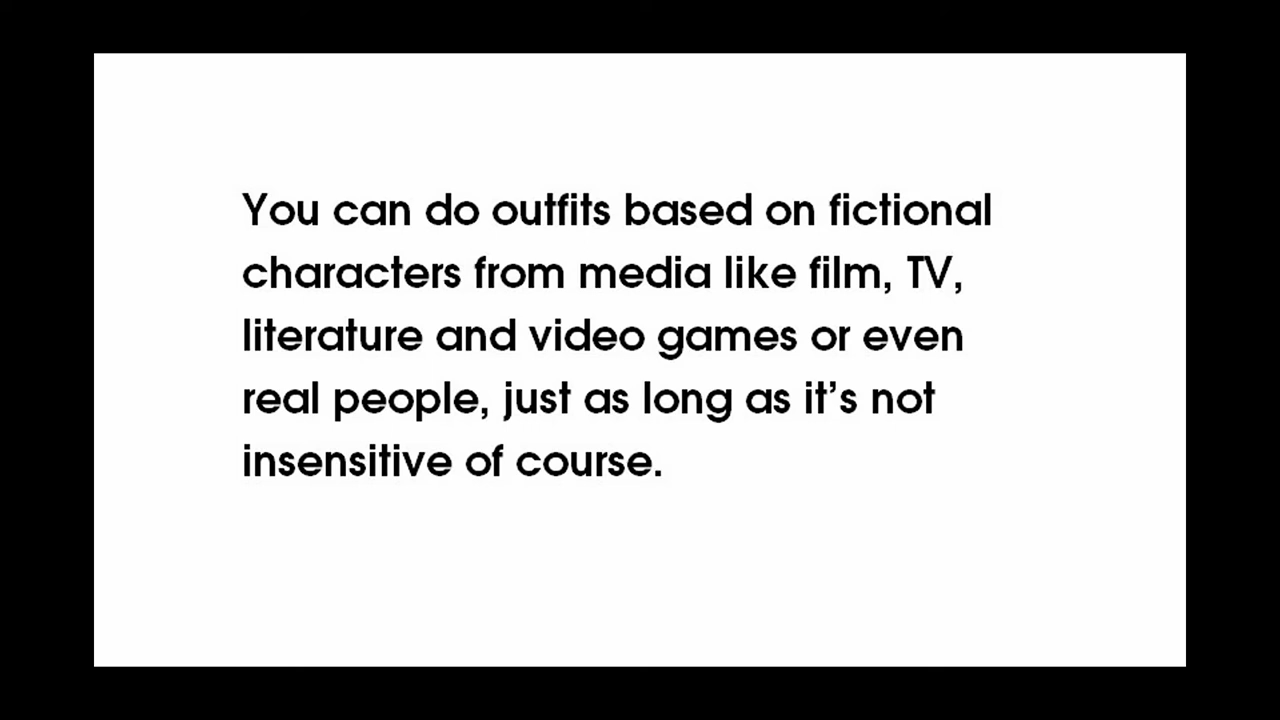 You can do outfits based on fictional
characters from media like film, TV,
literature and video games or even
real people, just as long as it’s not
insensitive of course.